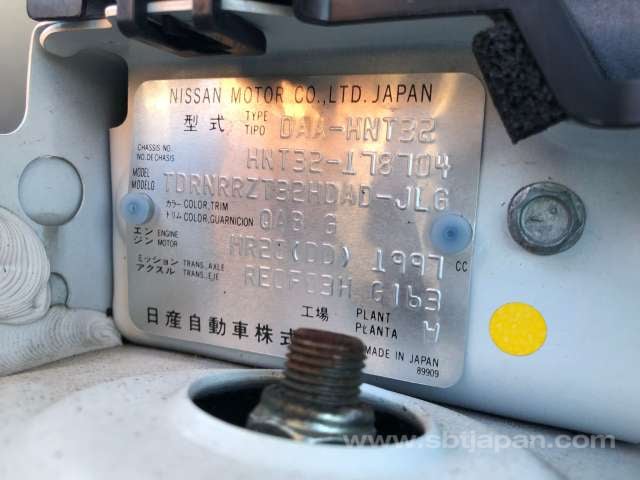 NISSAN MOTOR CO., LTD. JAPAN
型式 TYPE TIPO DAA-HNT32
CHASSIS NO. NO. DE CHASIS HNT32-178704
MODEL MODELO TDRNRRZT32HDAD-JLG
カラー COLOR, TRIM
トリム COLOR, GUARNICION QAB G
エン ENGINE
ジン MOTOR HR20(DD) 1997 CC
ミッション TRANS., AXLE
アクスル TRANS., EJE RE0F03H G163
工場 PLANT PLANTA W
日産自動車株式
MADE IN JAPAN
89909
www.sbtjapan.com